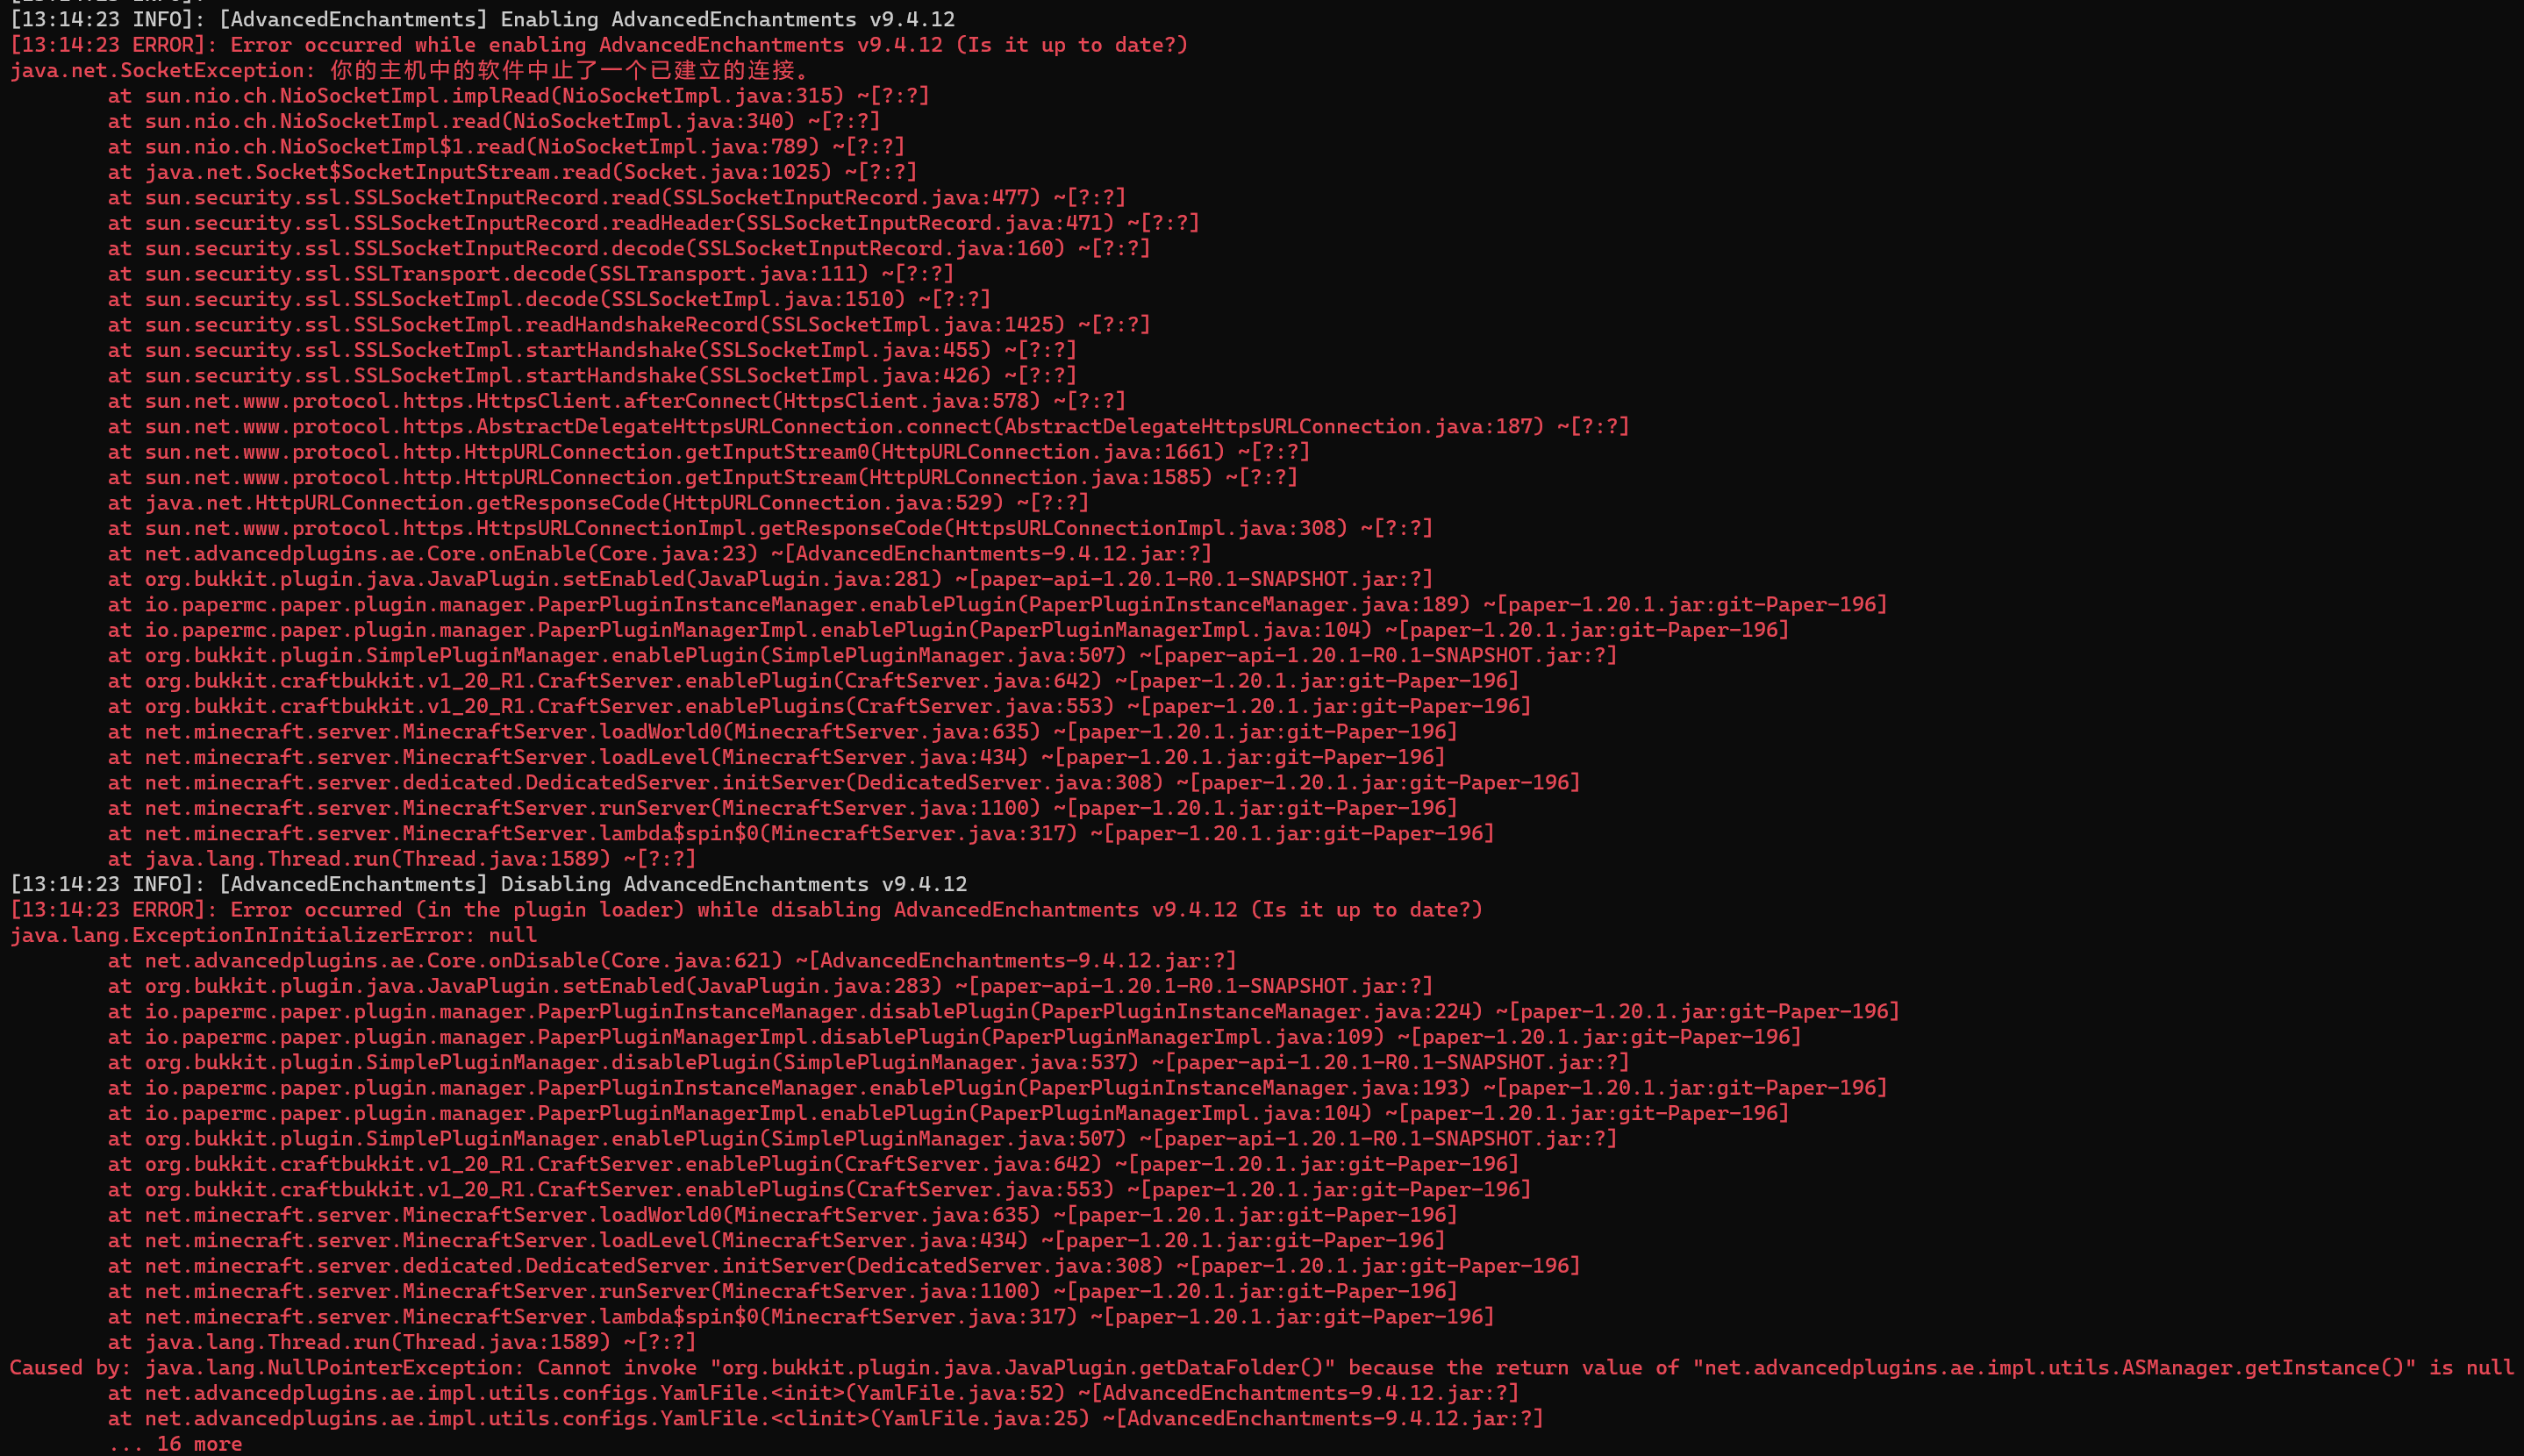 [13:14:23 INFO]: [AdvancedEnchantments] Enabling AdvancedEnchantments v9.4.12
[13:14:23 ERROR]: Error occurred while enabling AdvancedEnchantments v9.4.12 (Is it up to date?)
java.net.SocketException: 你的主机中的软件中止了一个已建立的连接。
at sun.nio.ch.NioSocketImpl.implRead(NioSocketImpl.java:315) ~[?:?]
at sun.nio.ch.NioSocketImpl.read(NioSocketImpl.java:340) ~[?:?]
at sun.nio.ch.NioSocketImpl$1.read(NioSocketImpl.java:789) ~[?:?]
at java.net.Socket$SocketInputStream.read(Socket.java:1025) ~[?:?]
at sun.security.ssl.SSLSocketInputRecord.read(SSLSocketInputRecord.java:477) ~[?:?]
at sun.security.ssl.SSLSocketInputRecord.readHeader(SSLSocketInputRecord.java:471) ~[?:?]
at sun.security.ssl.SSLSocketInputRecord.decode(SSLSocketInputRecord.java:160) ~[?:?]
at sun.security.ssl.SSLTransport.decode(SSLTransport.java:111) ~[?:?]
at sun.security.ssl.SSLSocketImpl.decode(SSLSocketImpl.java:1510) ~[?:?]
at sun.security.ssl.SSLSocketImpl.readHandshakeRecord(SSLSocketImpl.java:1425) ~[?:?]
at sun.security.ssl.SSLSocketImpl.startHandshake(SSLSocketImpl.java:455) ~[?:?]
at sun.security.ssl.SSLSocketImpl.startHandshake(SSLSocketImpl.java:426) ~[?:?]
at sun.net.www.protocol.https.HttpsClient.afterConnect(HttpsClient.java:578) ~[?:?]
at sun.net.www.protocol.https.AbstractDelegateHttpsURLConnection.connect(AbstractDelegateHttpsURLConnection.java:187) ~[?:?]
at sun.net.www.protocol.http.HttpURLConnection.getInputStream0(HttpURLConnection.java:1661) ~[?:?]
at sun.net.www.protocol.http.HttpURLConnection.getInputStream(HttpURLConnection.java:1585) ~[?:?]
at java.net.HttpURLConnection.getResponseCode(HttpURLConnection.java:529) ~[?:?]
at sun.net.www.protocol.https.HttpsURLConnectionImpl.getResponseCode(HttpsURLConnectionImpl.java:308) ~[?:?]
at net.advancedplugins.ae.Core.onEnable(Core.java:23) ~[AdvancedEnchantments-9.4.12.jar:?]
at org.bukkit.plugin.java.JavaPlugin.setEnabled(JavaPlugin.java:281) ~[paper-api-1.20.1-R0.1-SNAPSHOT.jar:?]
at io.papermc.paper.plugin.manager.PaperPluginInstanceManager.enablePlugin(PaperPluginInstanceManager.java:189) ~[paper-1.20.1.jar:git-Paper-196]
at io.papermc.paper.plugin.manager.PaperPluginManagerImpl.enablePlugin(PaperPluginManagerImpl.java:104) ~[paper-1.20.1.jar:git-Paper-196]
at org.bukkit.plugin.SimplePluginManager.enablePlugin(SimplePluginManager.java:507) ~[paper-api-1.20.1-R0.1-SNAPSHOT.jar:?]
at org.bukkit.craftbukkit.v1_20_R1.CraftServer.enablePlugin(CraftServer.java:642) ~[paper-1.20.1.jar:git-Paper-196]
at org.bukkit.craftbukkit.v1_20_R1.CraftServer.enablePlugins(CraftServer.java:553) ~[paper-1.20.1.jar:git-Paper-196]
at net.minecraft.server.MinecraftServer.loadWorld0(MinecraftServer.java:635) ~[paper-1.20.1.jar:git-Paper-196]
at net.minecraft.server.MinecraftServer.loadLevel(MinecraftServer.java:434) ~[paper-1.20.1.jar:git-Paper-196]
at net.minecraft.server.dedicated.DedicatedServer.initServer(DedicatedServer.java:308) ~[paper-1.20.1.jar:git-Paper-196]
at net.minecraft.server.MinecraftServer.runServer(MinecraftServer.java:1100) ~[paper-1.20.1.jar:git-Paper-196]
at net.minecraft.server.MinecraftServer.lambda$spin$0(MinecraftServer.java:317) ~[paper-1.20.1.jar:git-Paper-196]
at java.lang.Thread.run(Thread.java:1589) ~[?:?]
[13:14:23 INFO]: [AdvancedEnchantments] Disabling AdvancedEnchantments v9.4.12
[13:14:23 ERROR]: Error occurred (in the plugin loader) while disabling AdvancedEnchantments v9.4.12 (Is it up to date?)
java.lang.ExceptionInInitializerError: null
at net.advancedplugins.ae.Core.onDisable(Core.java:621) ~[AdvancedEnchantments-9.4.12.jar:?]
at org.bukkit.plugin.java.JavaPlugin.setEnabled(JavaPlugin.java:283) ~[paper-api-1.20.1-R0.1-SNAPSHOT.jar:?]
at io.papermc.paper.plugin.manager.PaperPluginInstanceManager.disablePlugin(PaperPluginInstanceManager.java:224) ~[paper-1.20.1.jar:git-Paper-196]
at io.papermc.paper.plugin.manager.PaperPluginManagerImpl.disablePlugin(PaperPluginManagerImpl.java:109) ~[paper-1.20.1.jar:git-Paper-196]
at org.bukkit.plugin.SimplePluginManager.disablePlugin(SimplePluginManager.java:537) ~[paper-api-1.20.1-R0.1-SNAPSHOT.jar:?]
at io.papermc.paper.plugin.manager.PaperPluginInstanceManager.enablePlugin(PaperPluginInstanceManager.java:193) ~[paper-1.20.1.jar:git-Paper-196]
at io.papermc.paper.plugin.manager.PaperPluginManagerImpl.enablePlugin(PaperPluginManagerImpl.java:104) ~[paper-1.20.1.jar:git-Paper-196]
at org.bukkit.plugin.SimplePluginManager.enablePlugin(SimplePluginManager.java:507) ~[paper-api-1.20.1-R0.1-SNAPSHOT.jar:?]
at org.bukkit.craftbukkit.v1_20_R1.CraftServer.enablePlugin(CraftServer.java:642) ~[paper-1.20.1.jar:git-Paper-196]
at org.bukkit.craftbukkit.v1_20_R1.CraftServer.enablePlugins(CraftServer.java:553) ~[paper-1.20.1.jar:git-Paper-196]
at net.minecraft.server.MinecraftServer.loadWorld0(MinecraftServer.java:635) ~[paper-1.20.1.jar:git-Paper-196]
at net.minecraft.server.MinecraftServer.loadLevel(MinecraftServer.java:434) ~[paper-1.20.1.jar:git-Paper-196]
at net.minecraft.server.dedicated.DedicatedServer.initServer(DedicatedServer.java:308) ~[paper-1.20.1.jar:git-Paper-196]
at net.minecraft.server.MinecraftServer.runServer(MinecraftServer.java:1100) ~[paper-1.20.1.jar:git-Paper-196]
at net.minecraft.server.MinecraftServer.lambda$spin$0(MinecraftServer.java:317) ~[paper-1.20.1.jar:git-Paper-196]
at java.lang.Thread.run(Thread.java:1589) ~[?:?]
Caused by: java.lang.NullPointerException: Cannot invoke "org.bukkit.plugin.java.JavaPlugin.getDataFolder()" because the return value of "net.advancedplugins.ae.impl.utils.ASManager.getInstance()" is null
at net.advancedplugins.ae.impl.utils.configs.YamlFile.<init>(YamlFile.java:52) ~[AdvancedEnchantments-9.4.12.jar:?]
at net.advancedplugins.ae.impl.utils.configs.YamlFile.<clinit>(YamlFile.java:25) ~[AdvancedEnchantments-9.4.12.jar:?]
... 16 more